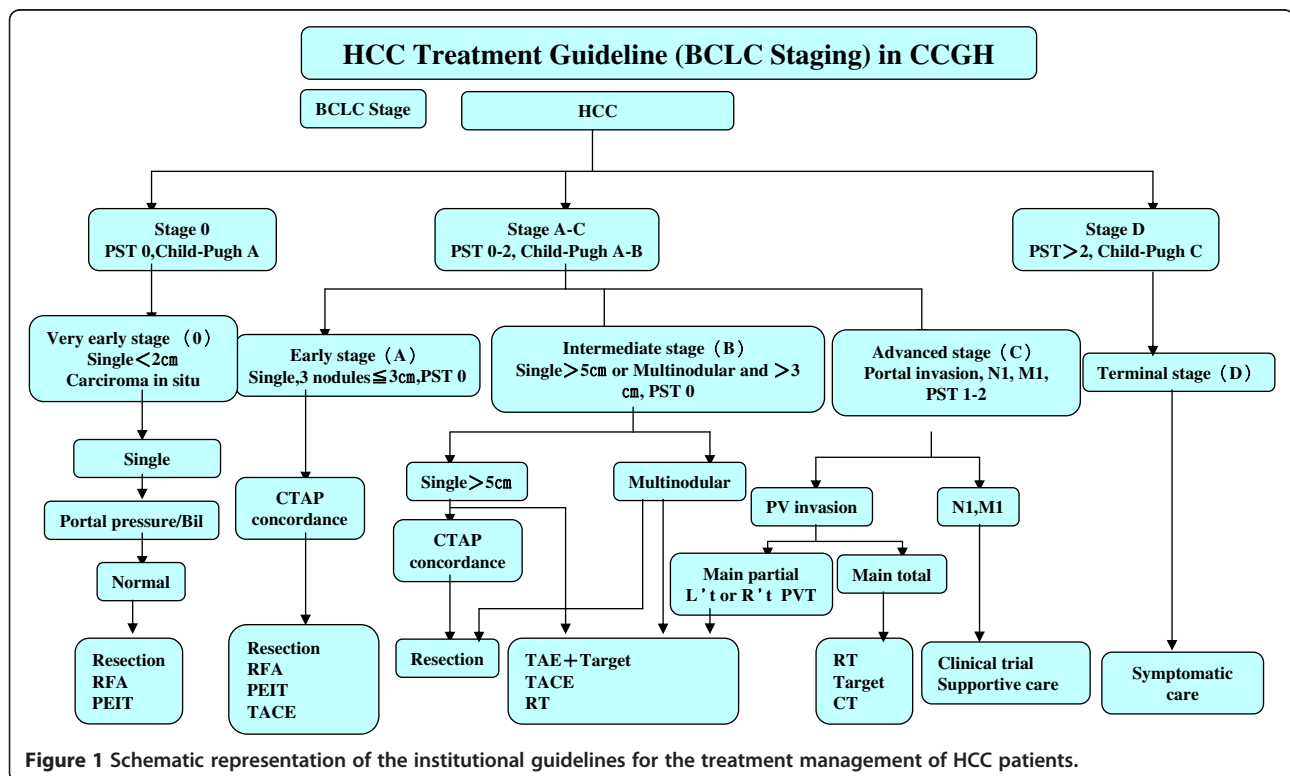 HCC Treatment Guideline (BCLC Staging) in CCGH
BCLC Stage
HCC
Stage 0
PST 0,Child-Pugh A
Stage A-C
PST 0-2, Child-Pugh A-B
Stage D
PST＞2, Child-Pugh C
Very early stage（0）
Single＜2㎝
Carciroma in situ
Early stage（A）
Single,3 nodules≦3㎝,PST 0
Intermediate stage（B）
Single＞5㎝ or Multinodular and ＞3
㎝, PST 0
Advanced stage（C）
Portal invasion, N1, M1,
PST 1-2
Terminal stage（D）
Single
Single＞5㎝
Multinodular
PV invasion
N1,M1
Portal pressure/Bil
CTAP
concordance
CTAP
concordance
Normal
Main partial
L't or R't PVT
Main total
Resection
RFA
PEIT
Resection
RFA
PEIT
TACE
Resection
TAE＋Target
TACE
RT
RT
Target
CT
Clinical trial
Supportive care
Symptomatic
care
Figure 1 Schematic representation of the institutional guidelines for the treatment management of HCC patients.